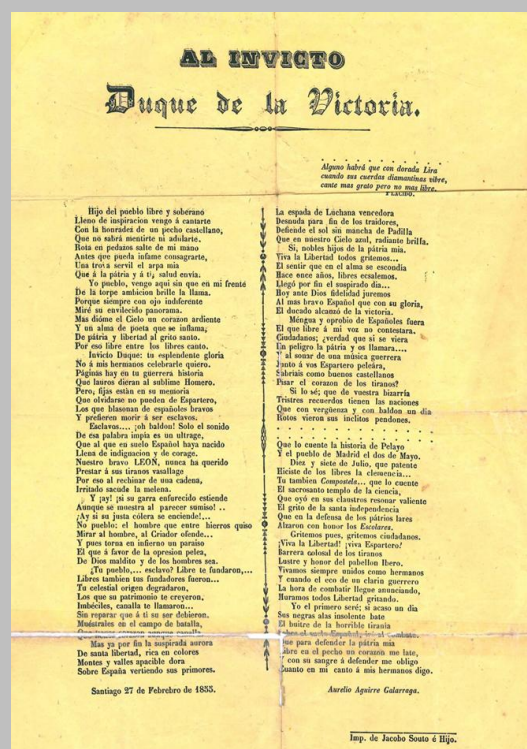 AL INVICTO
Duque de la Victoria.
Alguno habrá que con dorada Lira
cuando sus cuerdas diamantinas vibre,
cante mas grato pero no mas libre.
PLACIDO.
Hijo del pueblo libre y soberano
Lleno de inspiracion vengo á cantarte
Con la honradez de un pecho castellano,
Que no sabrá mentirte ni adularte.
Rota en pedazos salte de mi mano
Antes que pueda infame consagrarte,
Una trova servil el arpa mia
Que á la pátria y á tí, salud envia.
Yo pueblo, vengo aqui sin que en mi frente
De la torpe ambicion brille la llama.
Porque siempre con ojo indiferente
Miré su envilecido panorama.
Mas dióme el Cielo un corazon ardiente
Y un alma de poeta que se inflama,
De pátria y libertad al grito santo.
Por eso libre entre los libres canto.
Invicto Duque: tu esplendente gloria
No á mis hermanos celebrarle quiero.
Páginas hay en tu guerrera historia
Que lauros dieran al sublime Homero.
Pero, fijas están en su memoria
Que olvidarse no pueden de Espartero,
Los que blasonan de españoles bravos
Y prefieren morir á ser esclavos.
Esclavos.... ¡oh baldon! Solo el sonido
De esa palabra impía es un ultrage,
Que al que en suelo Español haya nacido
Llena de indignacion y de corage.
Nuestro bravo LEON, nunca ha querido
Prestar á sus tiranos vasallage
Por eso al rechinar de una cadena,
Irritado sacude la melena.
Y ¡ay! ¡si su garra enfurecido estiende
Aunque se muestra al parecer sumiso! ..
¡Ay si su justa cólera se enciende!...
No pueblo: el hombre que entre hierros quiso
Mirar al hombre, al Criador ofende...
Y pues torna en infierno un paraiso
El que á favor de la opresion pelea,
De Dios maldito y de los hombres sea.
¿Tu pueblo,... esclavo? Libre te fundaron,...
Libres tambien tus fundadores fueron...
Tu celestial origen degradaron,
Los que su patrimonio te creyeron.
Imbéciles, canalla te llamaron...
Sin reparar que á ti su ser debieron.
Muéstrales en el campo de batalla,
Que tienes corazon aunque canalla
Mas ya por fin la suspirada aurora
De santa libertad, rica en colores
Montes y valles apacible dora
Sobre España vertiendo sus primores.
La espada de Luchana vencedora
Desnuda para fin de los traidores,
Defiende el sol sin mancha de Padilla
Que en nuestro Cielo azul, radiante brilla.
Si, nobles hijos de la pátria mia.
Viva la Libertad todos gritemos...
El sentir que en el alma se escondia
Hace once años, libres ecsalemos.
Llegó por fin el suspirado dia...
Hoy ante Dios fidelidad juremos
Al mas bravo Español que con su gloria,
El ducado alcanzó de la victoria.
Méngua y oprobio de Españoles fuera
El que libre á mi voz no contestara.
Ciudadanos; ¿verdad que si se viera
En peligro la pátria y os llamara....
Y al sonar de una música guerrera
Junto á vos Espartero peleára,
Sabriais como buenos castellanos
Pisar el corazon de los tiranos?
Si lo sé; que de vuestra bizarría
Tristres recuerdos tienen las naciones
Que con vergüenza y con baldon un dia
Rotos vieron sus inclitos pendones.
Que lo cuente la historia de Pelayo
Y el pueblo de Madrid el dos de Mayo.
Diez y siete de Julio, que patente
Hiciste de los libres la clemencia...
Tu tambien Compostela... que lo cuente
El sacrosanto templo de la ciencia,
Que oyó en sus claustros resonar valiente
El grito de la santa independencia
Que en la defensa de los pátrios lares
Alzaron con honor los Escolares.
Gritemos pues, gritemos ciudadanos.
¡Viva la Libertad! ¡viva Espartero!
Barrera colosal de los tiranos
Lustre y honor del pabellon Ibero.
Vivamos siempre unidos como hermanos
Y cuando el eco de un clarin guerrero
La hora de combatir llegue anunciando,
Huramos todos Libertad gritando.
Yo el primero seré; si acaso un dia
Sus negras alas insolente bate
El buitre de la horrible tirania
Sobre el santo Español,
Que para defender la pátria mia
Libre en el pecho un corazon me late,
Y con su sangre á defender me obligo
Cuanto en mi canto á mis hermanos digo.
Santiago 27 de Febrebro de 1855.
Aurelio Aguirre Galarraga.
Imp. de Jacobo Souto é Hijo.